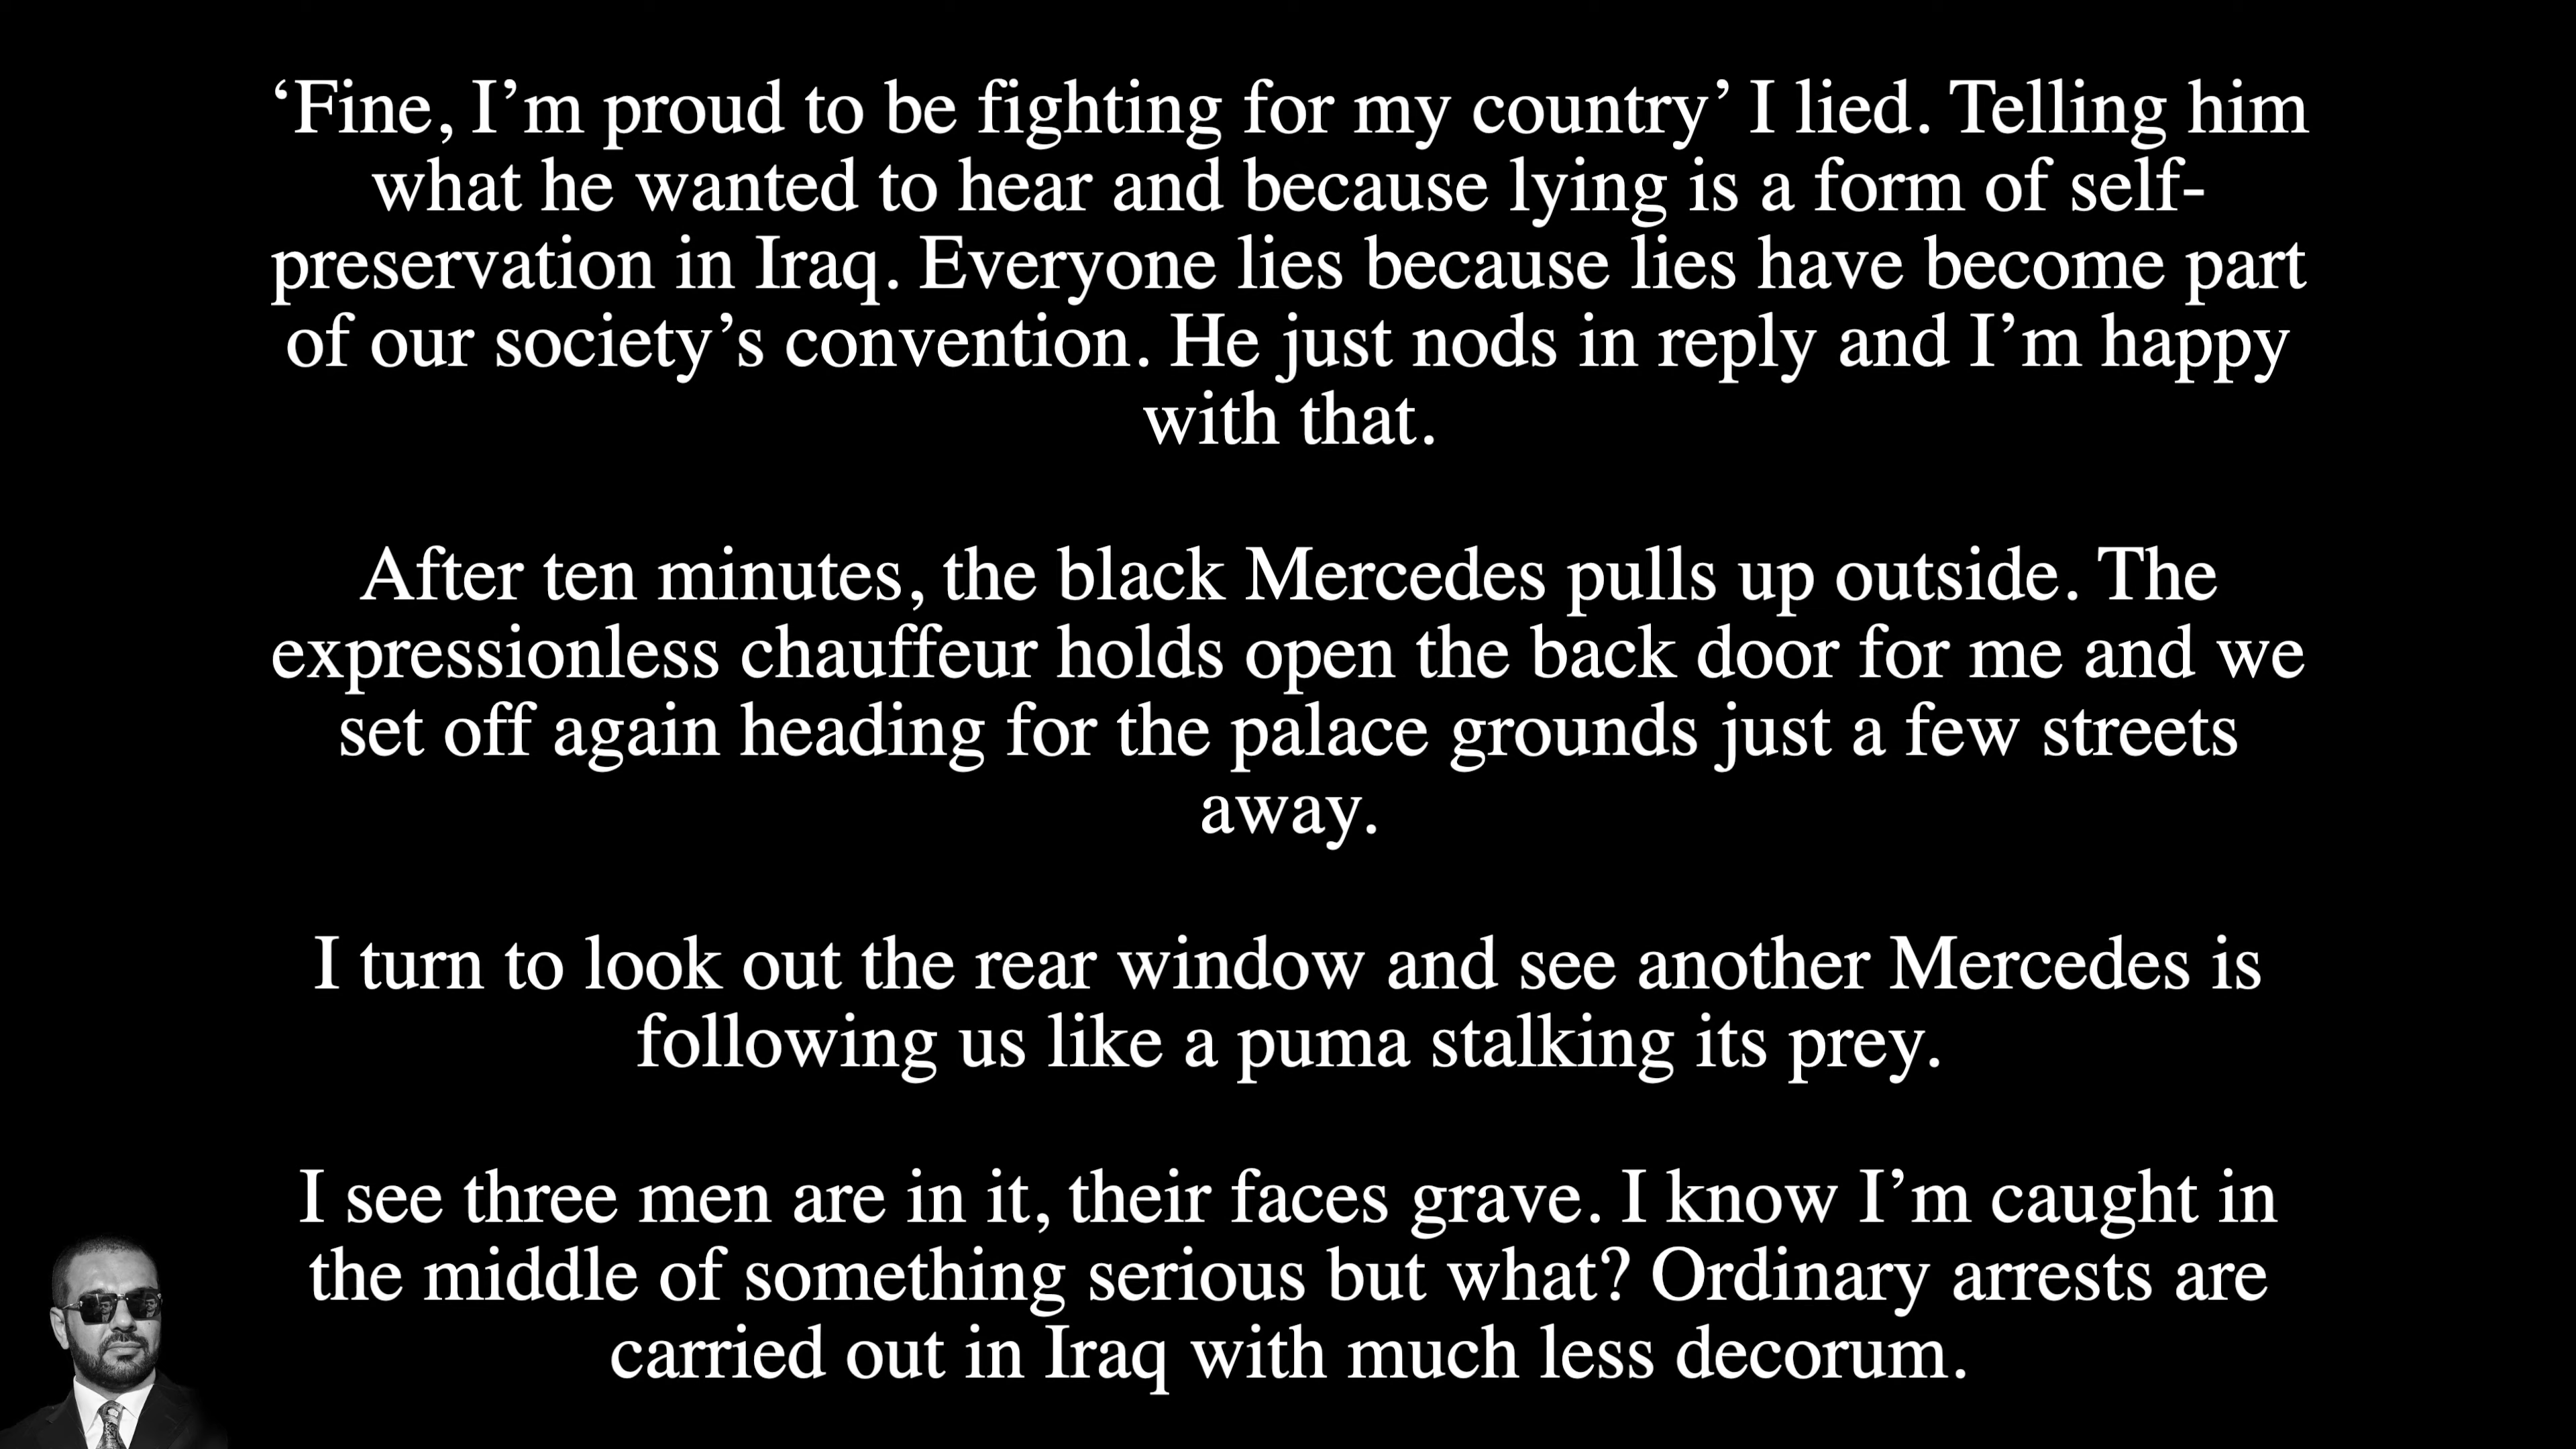 ‘Fine, I’m proud to be fighting for my country’ I lied. Telling him
what he wanted to hear and because lying is a form of self-
preservation in Iraq. Everyone lies because lies have become part
of our society’s convention. He just nods in reply and I’m happy
with that.
After ten minutes, the black Mercedes pulls up outside. The
expressionless chauffeur holds open the back door for me and we
set off again heading for the palace grounds just a few streets
away.
I turn to look out the rear window and see another Mercedes is
following us like a puma stalking its prey.
I see three men are in it, their faces grave. I know I’m caught in
the middle of something serious but what? Ordinary arrests are
carried out in Iraq with much less decorum.